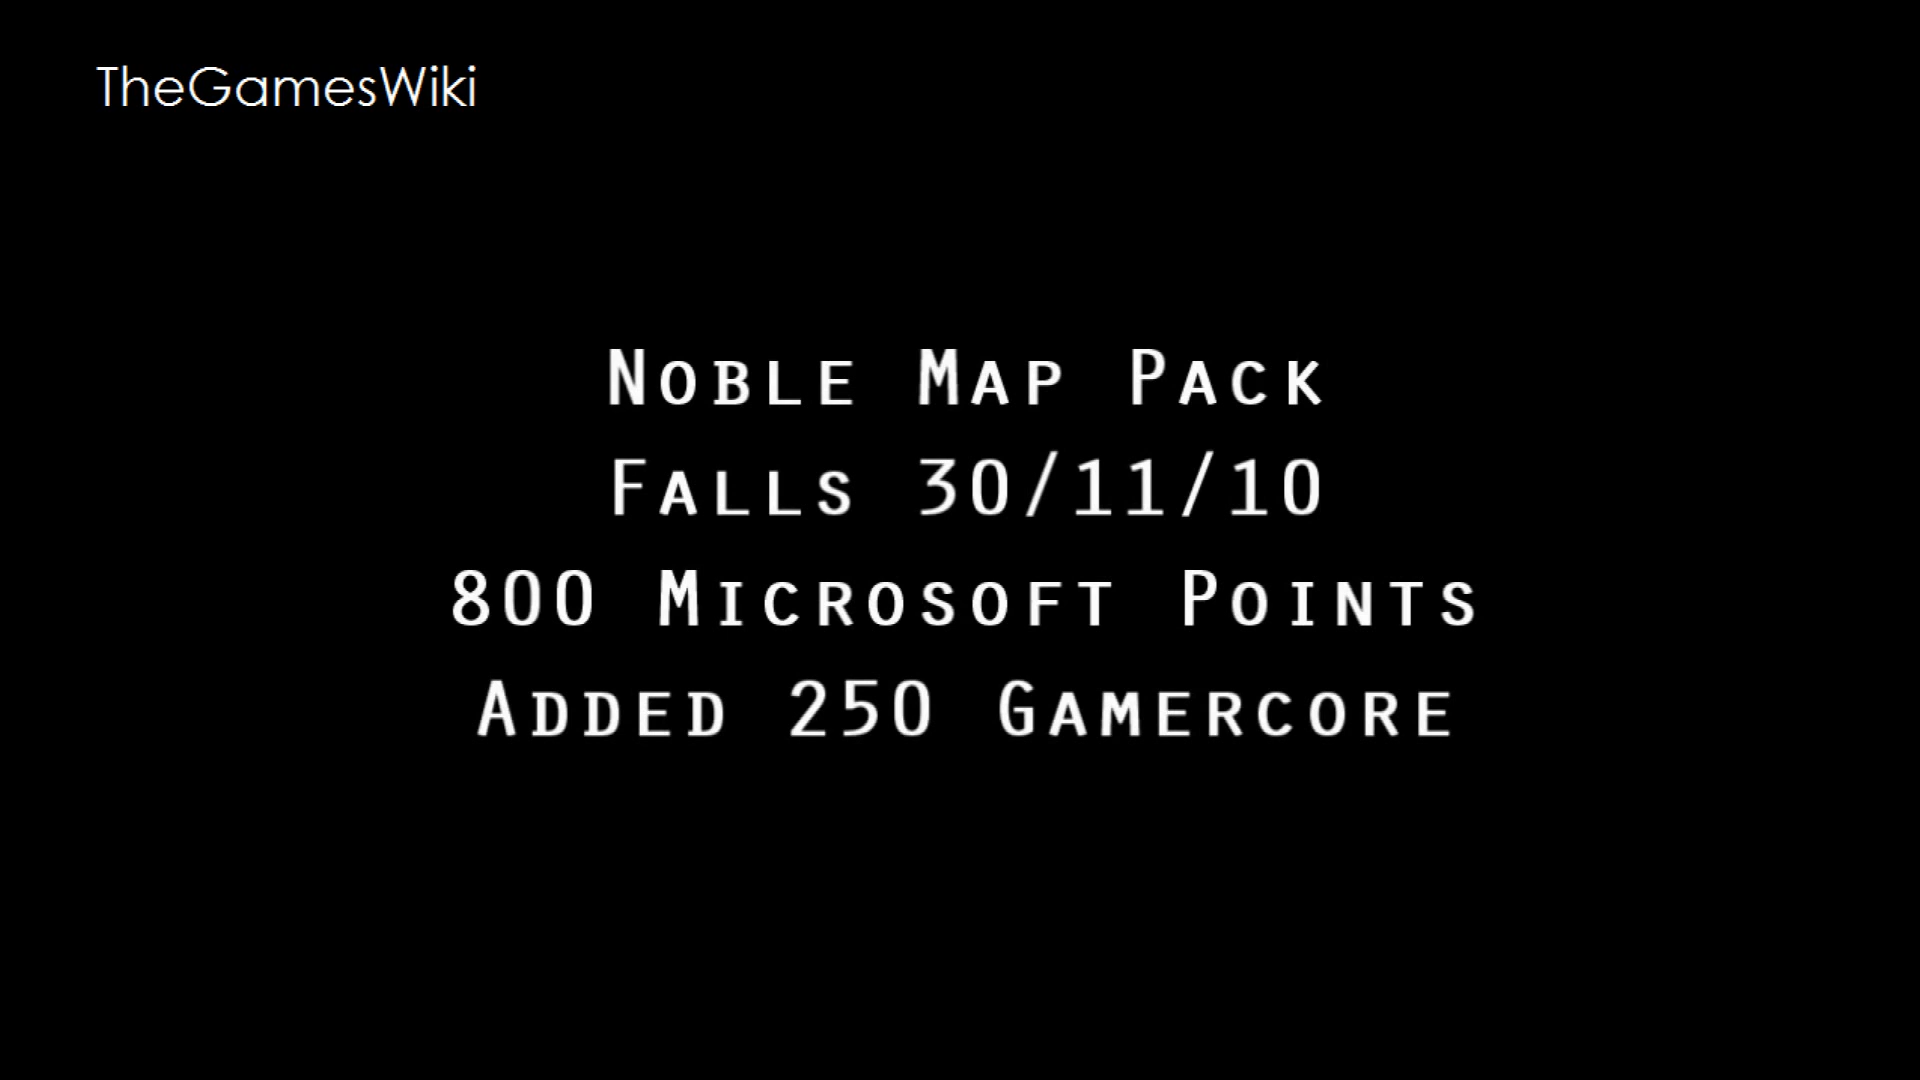 TheGamesWiki
Noble Map Pack
Falls 30/11/10
800 Microsoft Points
Added 250 Gamercore